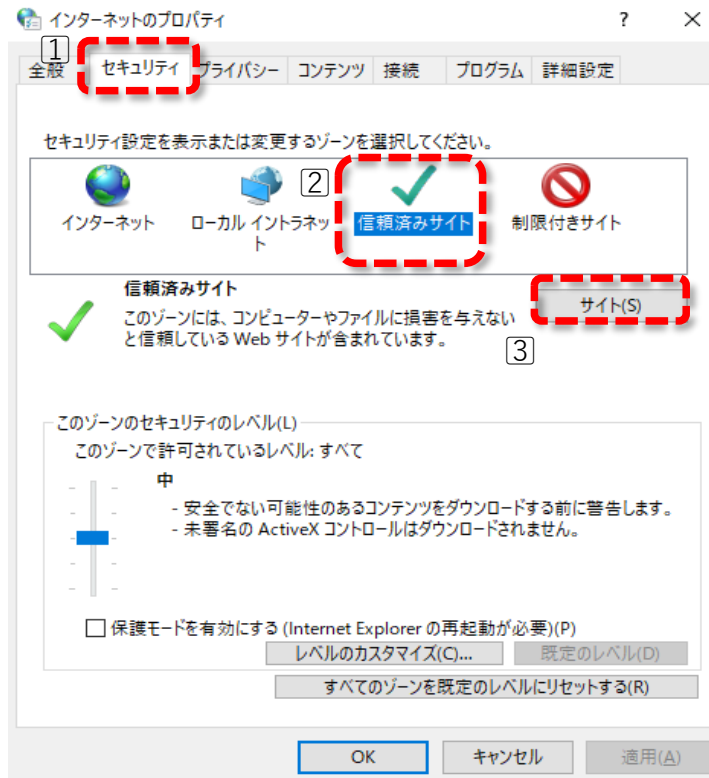 インターネットのプロパティ ? ×
1
全般 セキュリティ プライバシー コンテンツ 接続 プログラム 詳細設定
セキュリティ設定を表示または変更するゾーンを選択してください。
2
インターネット ローカル イントラネッ
ト 信頼済みサイト 制限付きサイト
信頼済みサイト
サイト(S)
このゾーンには、コンピューターやファイルに損害を与えない
と信頼している Web サイトが含まれています。
3
このゾーンのセキュリティのレベル(L)
このゾーンで許可されているレベル: すべて
中
- 安全でない可能性のあるコンテンツをダウンロードする前に警告します。
- 未署名の ActiveX コントロールはダウンロードされません。
保護モードを有効にする (Internet Explorer の再起動が必要)(P)
レベルのカスタマイズ(C)... 既定のレベル(D)
すべてのゾーンを既定のレベルにリセットする(R)
OK キャンセル 適用(A)